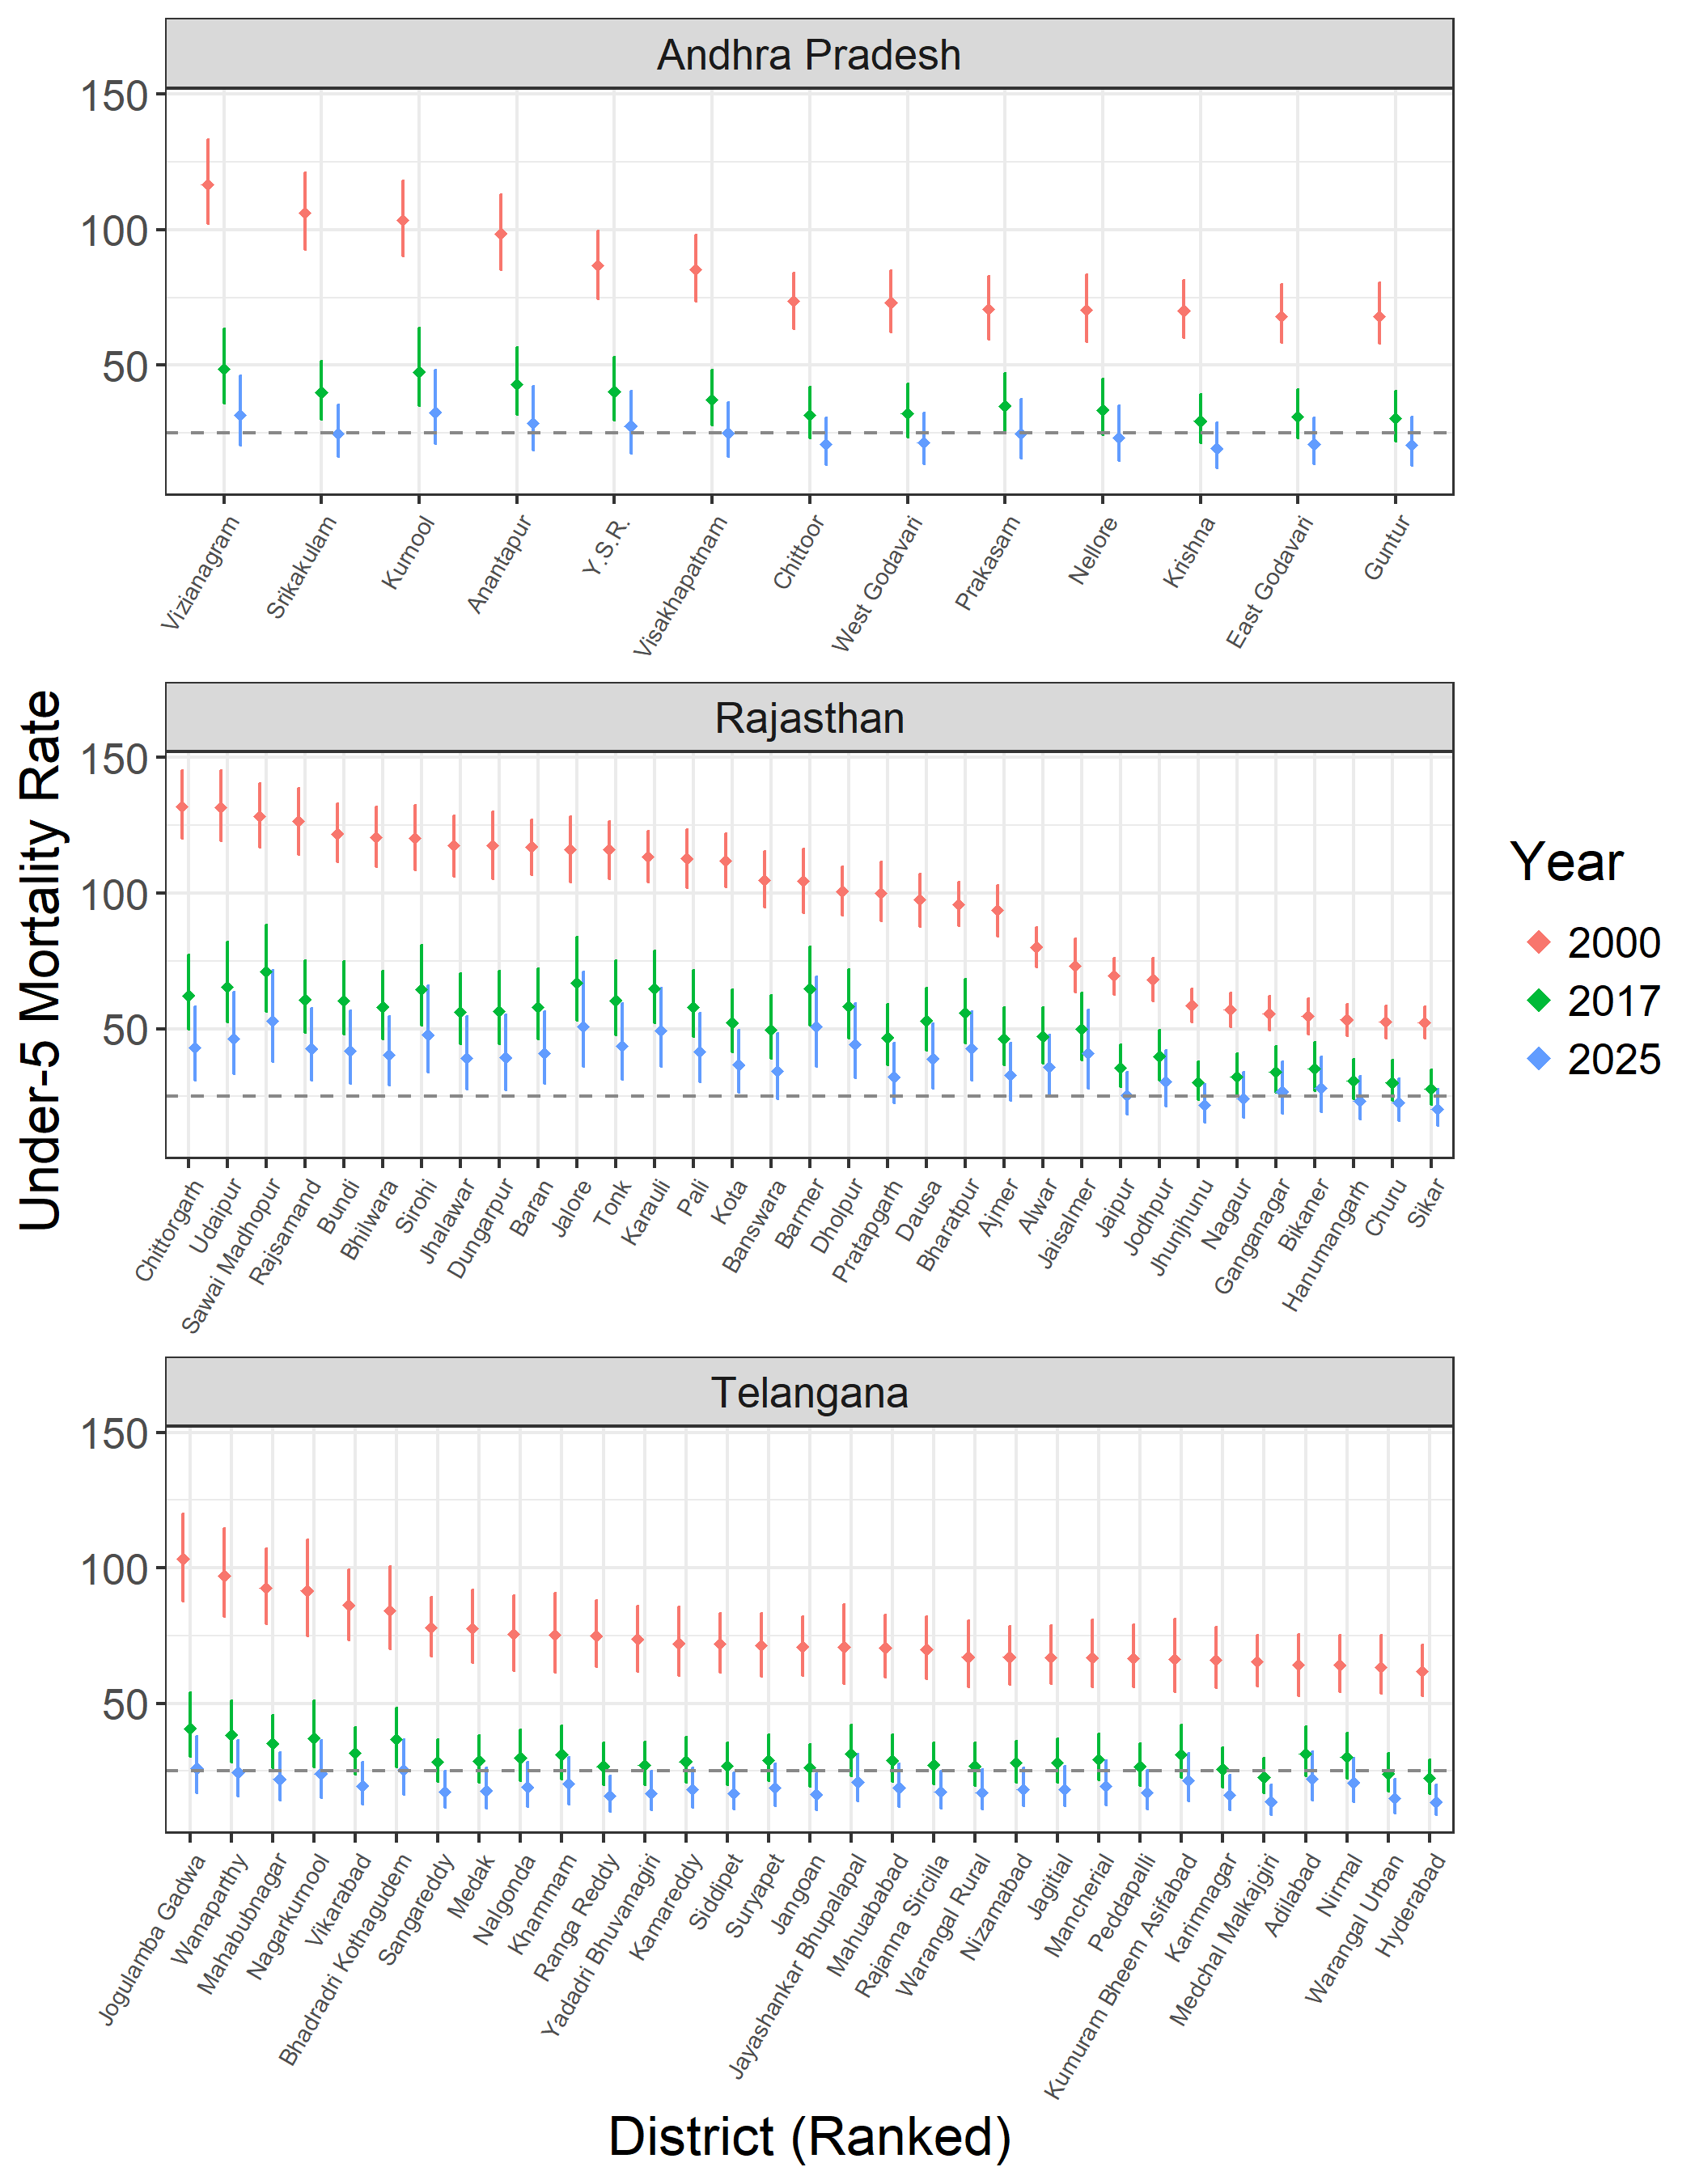 Andhra Pradesh
150
100
50
Vizianagram
Srikakulam
Kurnool
Anantapur
Y.S.R.
Visakhapatnam
Chittoor
West Godavari
Prakasam
Nellore
Krishna
East Godavari
Guntur
Under-5 Mortality Rate
Rajasthan
150
100
50
Chittorgarh
Udaipur
Sawai Madhopur
Rajsamand
Bundi
Bhilwara
Sirohi
Jhalawar
Dungarpur
Baran
Jalore
Tonk
Karauli
Pali
Kota
Banswara
Barmer
Dholpur
Pratapgarh
Dausa
Bharatpur
Ajmer
Alwar
Jaisalmer
Jaipur
Jodhpur
Jhunjhunu
Nagaur
Ganganagar
Bikaner
Hanumangarh
Churu
Sikar
Year
2000
2017
2025
Telangana
150
100
50
Jogulamba Gadwa
Wanaparthy
Mahabubnagar
Nagarkurnool
Vikarabad
Bhadradri Kothagudem
Sangareddy
Medak
Nalgonda
Khammam
Ranga Reddy
Yadadri Bhuvanagiri
Kamareddy
Siddipet
Suryapet
Jangoan
Jayashankar Bhupalapal
Mahuababad
Rajanna Sircilla
Warangal Rural
Nizamabad
Jagitial
Mancherial
Peddapalli
Kumuram Bheem Asifabad
Karimnagar
Medchal Malkajgiri
Adilabad
Nirmal
Warangal Urban
Hyderabad
District (Ranked)